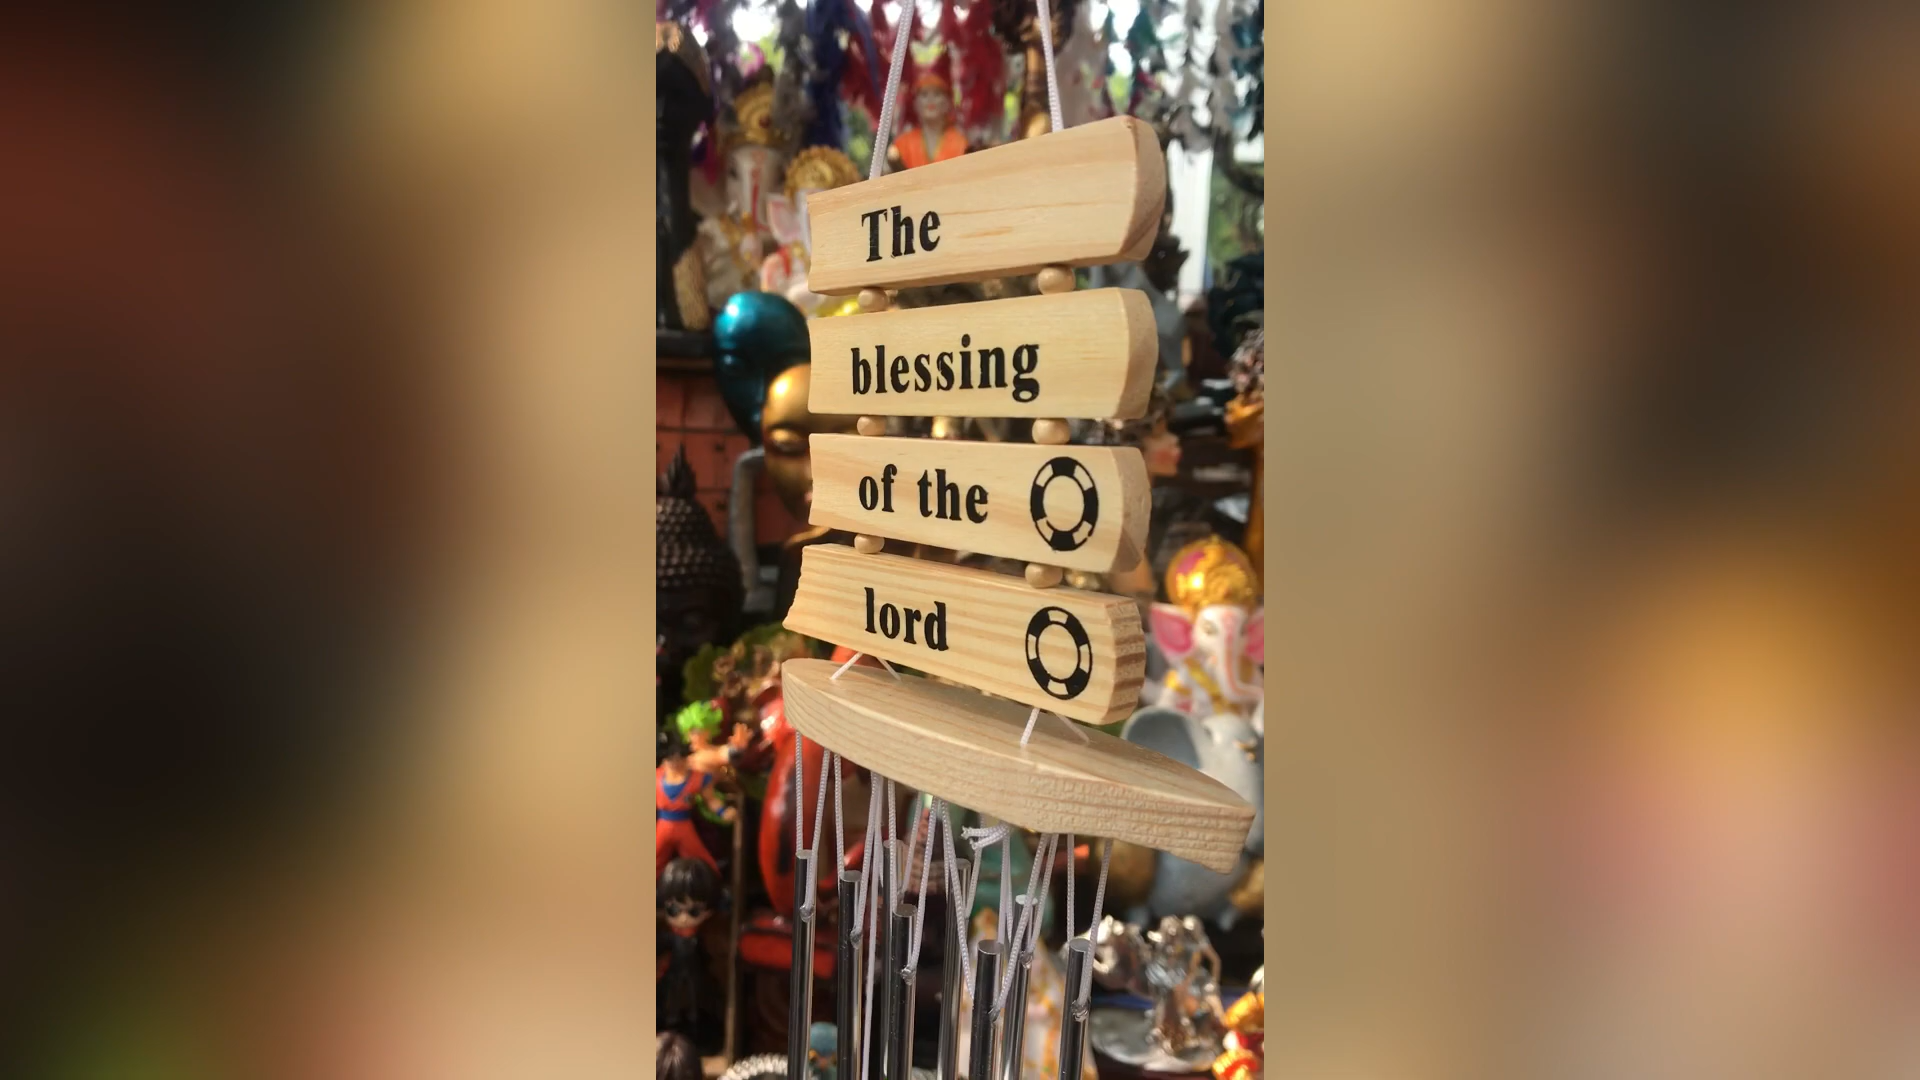 The
blessing
of the
lord